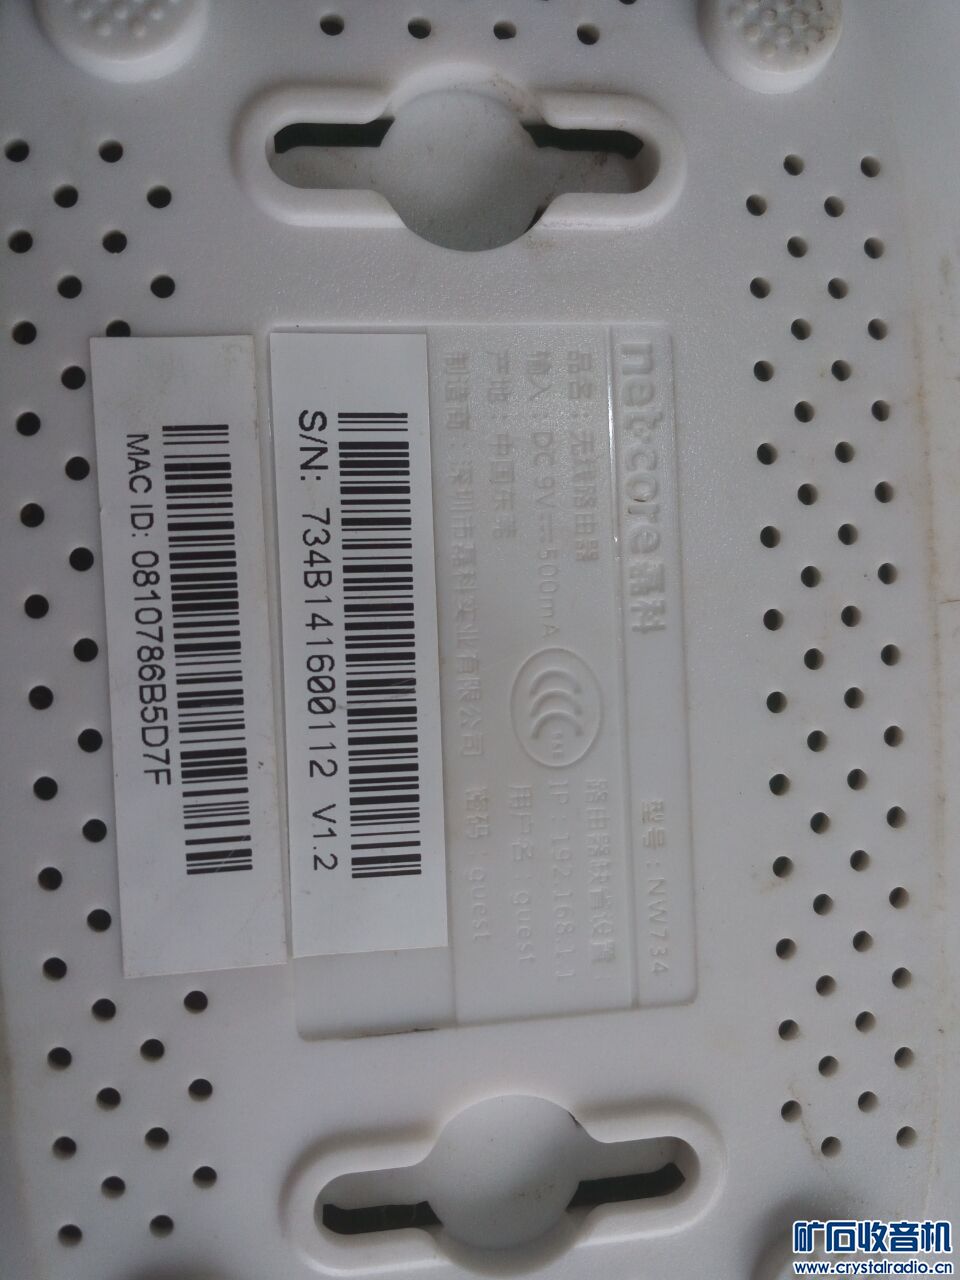 net·core磊科
型号：NW734
品名：无线路由器
输入：DC 9V⎓500mA
产地：中国东莞
制造商：深圳市磊科实业有限公司
路由器缺省设置
IP：192.168.1.1
用户名：guest
密码：guest
S/N: 734B141600112 V1.2
MAC ID: 0810786B5D7F
矿石收音机
www.crystalradio.cn